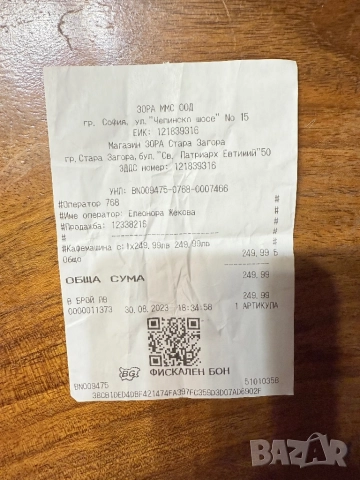 ЗОРА ММС ООД
гр. София, ул."Чепинско шосе" No 15
ЕИК: 121839316
Магазин ЗОРА Стара Загора
гр.Стара Загора,бул."Св. Патриарх Евтимий"50
ЗДДС номер: 121839316
УНП: BN009475-0768-0007466
#Оператор 768 #
#Име оператор: Елеонора Кекова #
#Продажба: 12338215 #
#Кафемашина с:1x249,99лв 249,99лв #
Общо 249,99 Б
ОБЩА СУМА 249,99
В БРОЙ ЛВ 249,99
0000011373 30.08.2023 18:34:58 1 АРТИКУЛА
BG
ФИСКАЛЕН БОН
BN009475 51010350
bazar